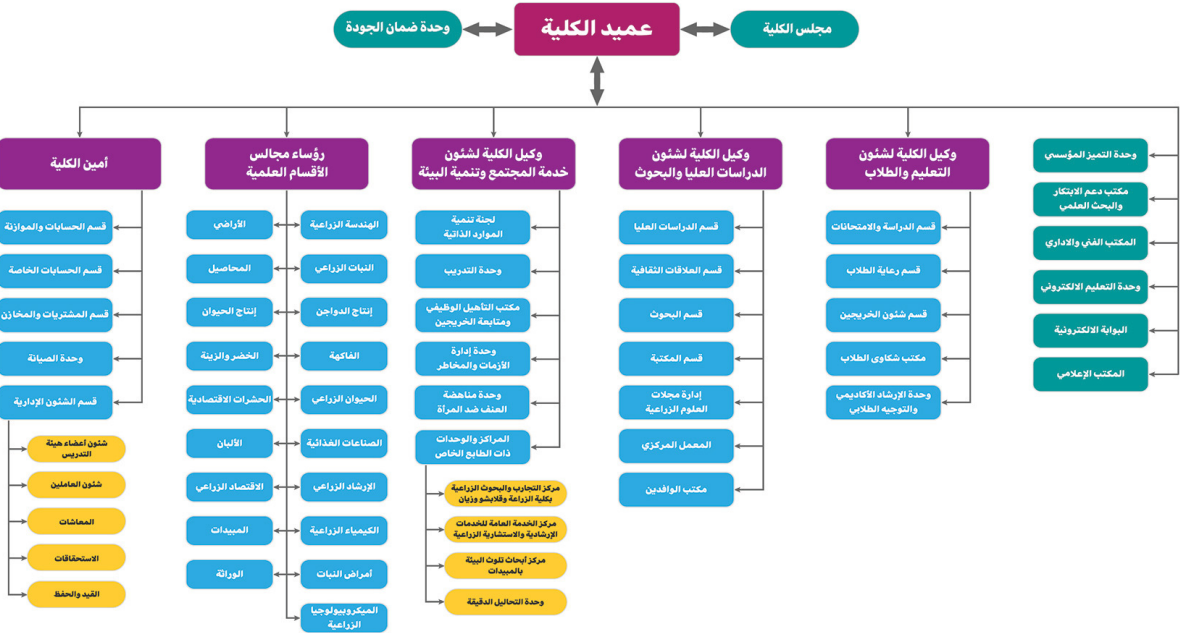 مجلس الكلية
عميد الكلية
وحدة ضمان الجودة
وحدة التميز المؤسسي
مكتب دعم الابتكار
والبحث العلمي
المكتب الفني والاداري
وحدة التعليم الالكتروني
البوابة الالكترونية
المكتب الإعلامي
وكيل الكلية لشئون
التعليم والطلاب
قسم الدراسة والامتحانات
قسم رعاية الطلاب
قسم شئون الخريجين
مكتب شكاوى الطلاب
وحدة الإرشاد الأكاديمي
والتوجيه الطلابي
وكيل الكلية لشئون
الدراسات العليا والبحوث
قسم الدراسات العليا
قسم العلاقات الثقافية
قسم البحوث
قسم المكتبة
إدارة مجلات
العلوم الزراعية
المعمل المركزي
مكتب الوافدين
وكيل الكلية لشئون
خدمة المجتمع وتنمية البيئة
لجنة تنمية
الموارد الذاتية
وحدة التدريب
مكتب التأهيل الوظيفي
ومتابعة الخريجين
وحدة إدارة
الأزمات والمخاطر
وحدة مناهضة
العنف ضد المرأة
المراكز والوحدات
ذات الطابع الخاص
مركز التجارب والبحوث الزراعية
بكلية الزراعة وقلابشو وزيان
مركز الخدمة العامة للخدمات
الإرشادية والاستشارية الزراعية
مركز أبحاث تلوث البيئة
بالمبيدات
وحدة التحاليل الدقيقة
رؤساء مجالس
الأقسام العلمية
الهندسة الزراعية
الأراضي
النبات الزراعي
المحاصيل
إنتاج الدواجن
إنتاج الحيوان
الفاكهة
الخضر والزينة
الحيوان الزراعي
الحشرات الاقتصادية
الصناعات الغذائية
الألبان
الإرشاد الزراعي
الاقتصاد الزراعي
الكيمياء الزراعية
المبيدات
أمراض النبات
الوراثة
الميكروبيولوجيا
الزراعية
أمين الكلية
قسم الحسابات والموازنة
قسم الحسابات الخاصة
قسم المشتريات والمخازن
وحدة الصيانة
قسم الشئون الإدارية
شئون أعضاء هيئة
التدريس
شئون العاملين
المعاشات
الاستحقاقات
القيد والحفظ